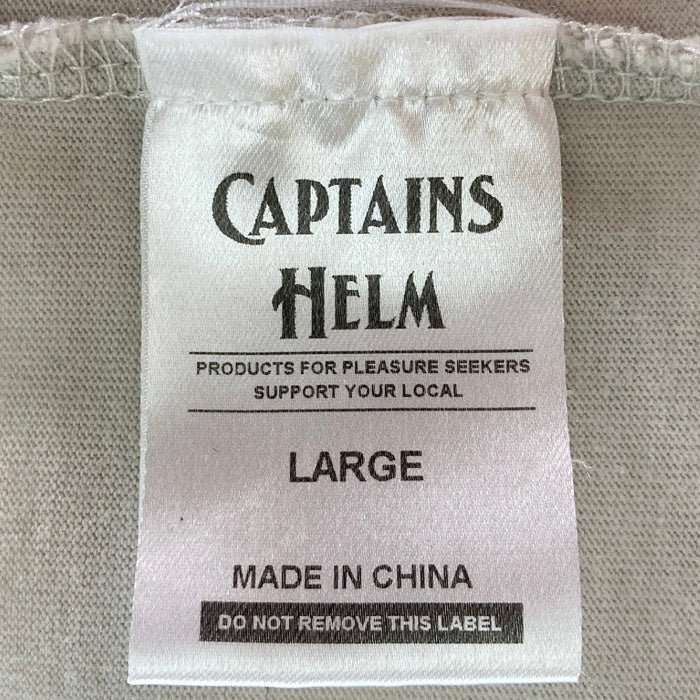 CAPTAINS
HELM
PRODUCTS FOR PLEASURE SEEKERS
SUPPORT YOUR LOCAL
LARGE
MADE IN CHINA
DO NOT REMOVE THIS LABEL